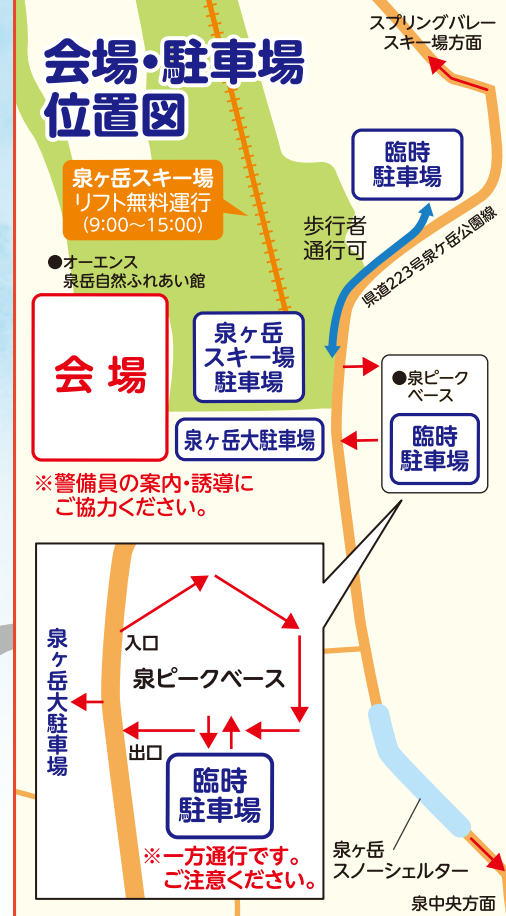 会場・駐車場
位置図
スプリングバレー
スキー場方面
臨時
駐車場
泉ヶ岳スキー場
リフト無料運行
(9:00〜15:00)
歩行者
通行可
県道223号泉ヶ岳公園線
●オーエンス
泉岳自然ふれあい館
会場
泉ヶ岳
スキー場
駐車場
●泉ピーク
ベース
臨時
駐車場
泉ヶ岳大駐車場
※警備員の案内・誘導に
ご協力ください。
入口
泉ピークベース
泉ヶ岳大駐車場
出口
臨時
駐車場
※一方通行です。
ご注意ください。
泉ヶ岳
スノーシェルター
泉中央方面